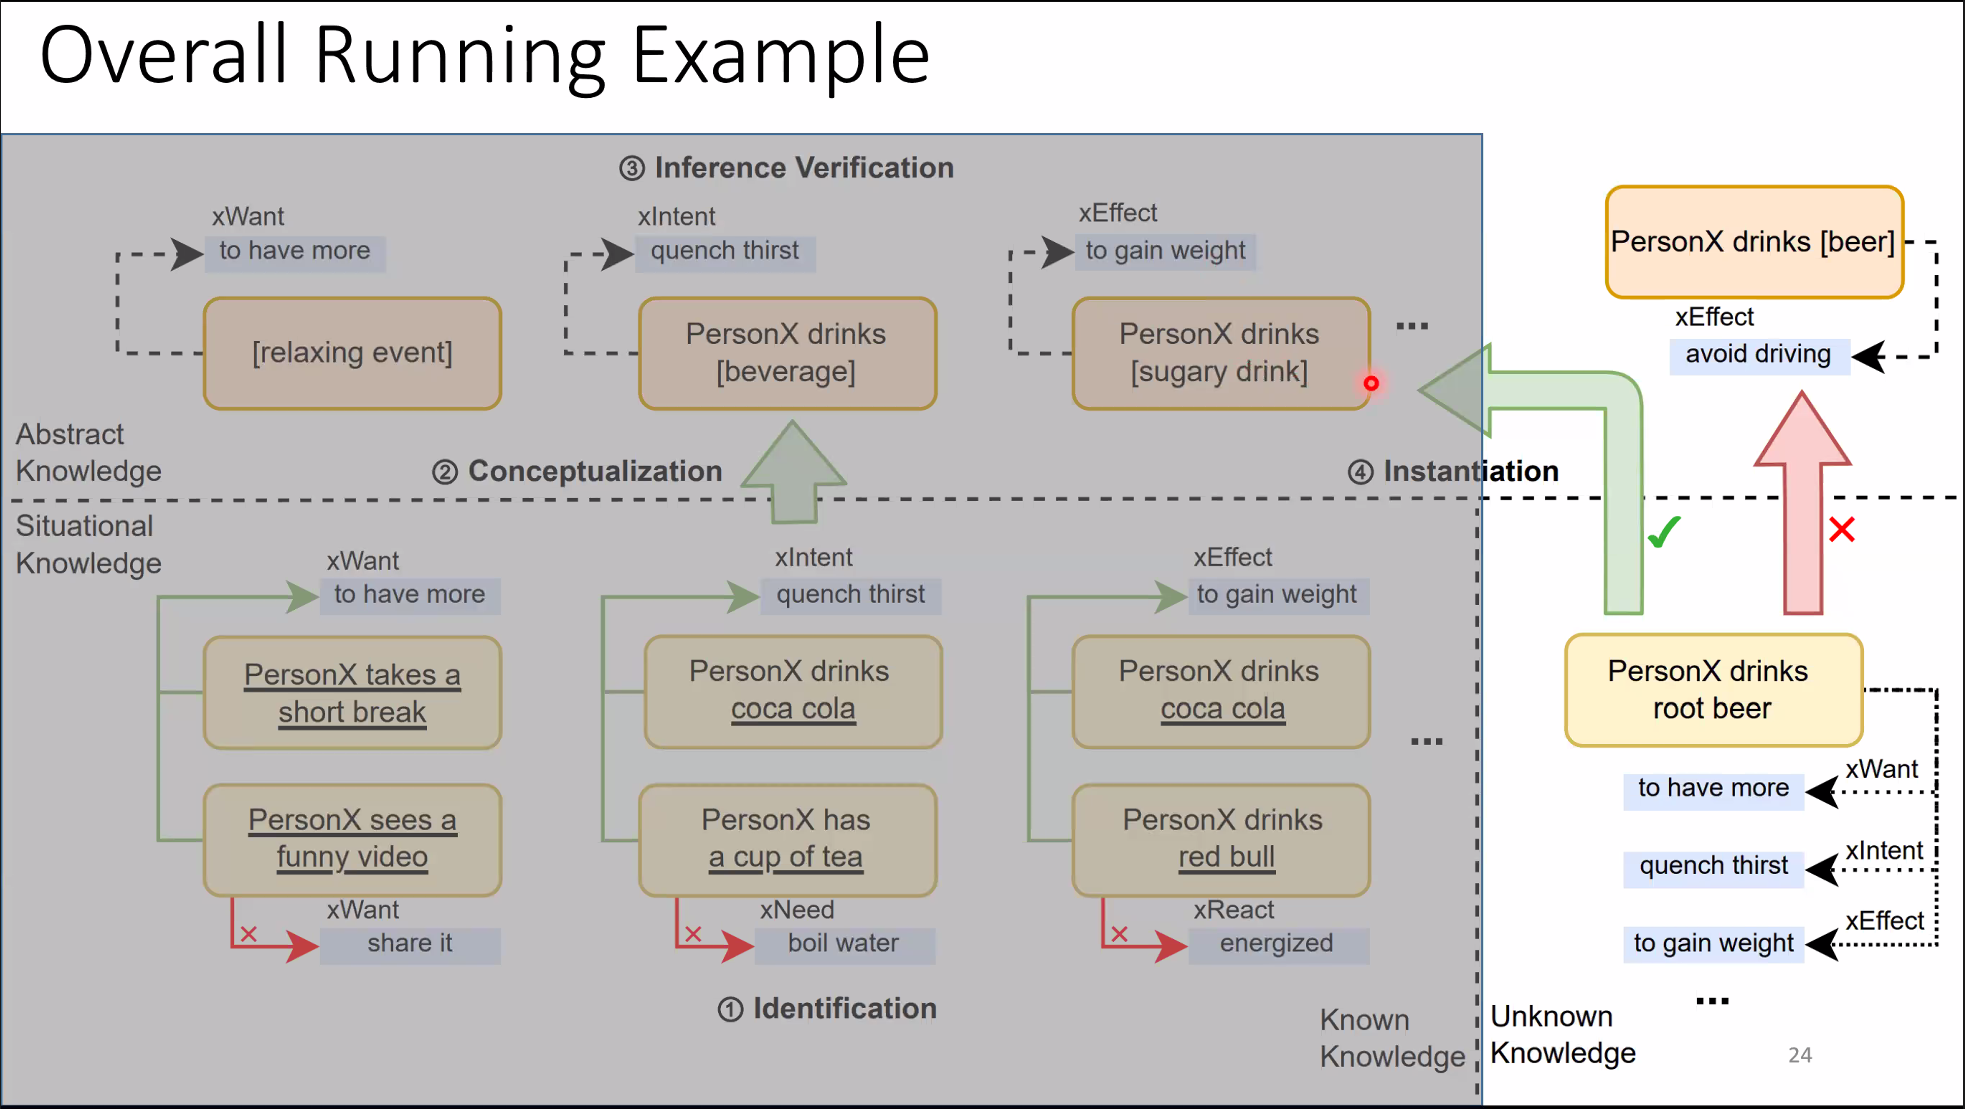 Overall Running Example
③ Inference Verification
xWant
to have more
[relaxing event]
xIntent
quench thirst
PersonX drinks
[beverage]
xEffect
to gain weight
PersonX drinks
[sugary drink]
...
PersonX drinks [beer]
xEffect
avoid driving
Abstract
Knowledge
② Conceptualization
④ Instantiation
Situational
Knowledge
xWant
to have more
PersonX takes a
short break
PersonX sees a
funny video
xWant
share it
xIntent
quench thirst
PersonX drinks
coca cola
PersonX has
a cup of tea
xNeed
boil water
xEffect
to gain weight
PersonX drinks
coca cola
PersonX drinks
red bull
xReact
energized
...
① Identification
Known
Knowledge
PersonX drinks
root beer
xWant
to have more
xIntent
quench thirst
xEffect
to gain weight
...
Unknown
Knowledge
24